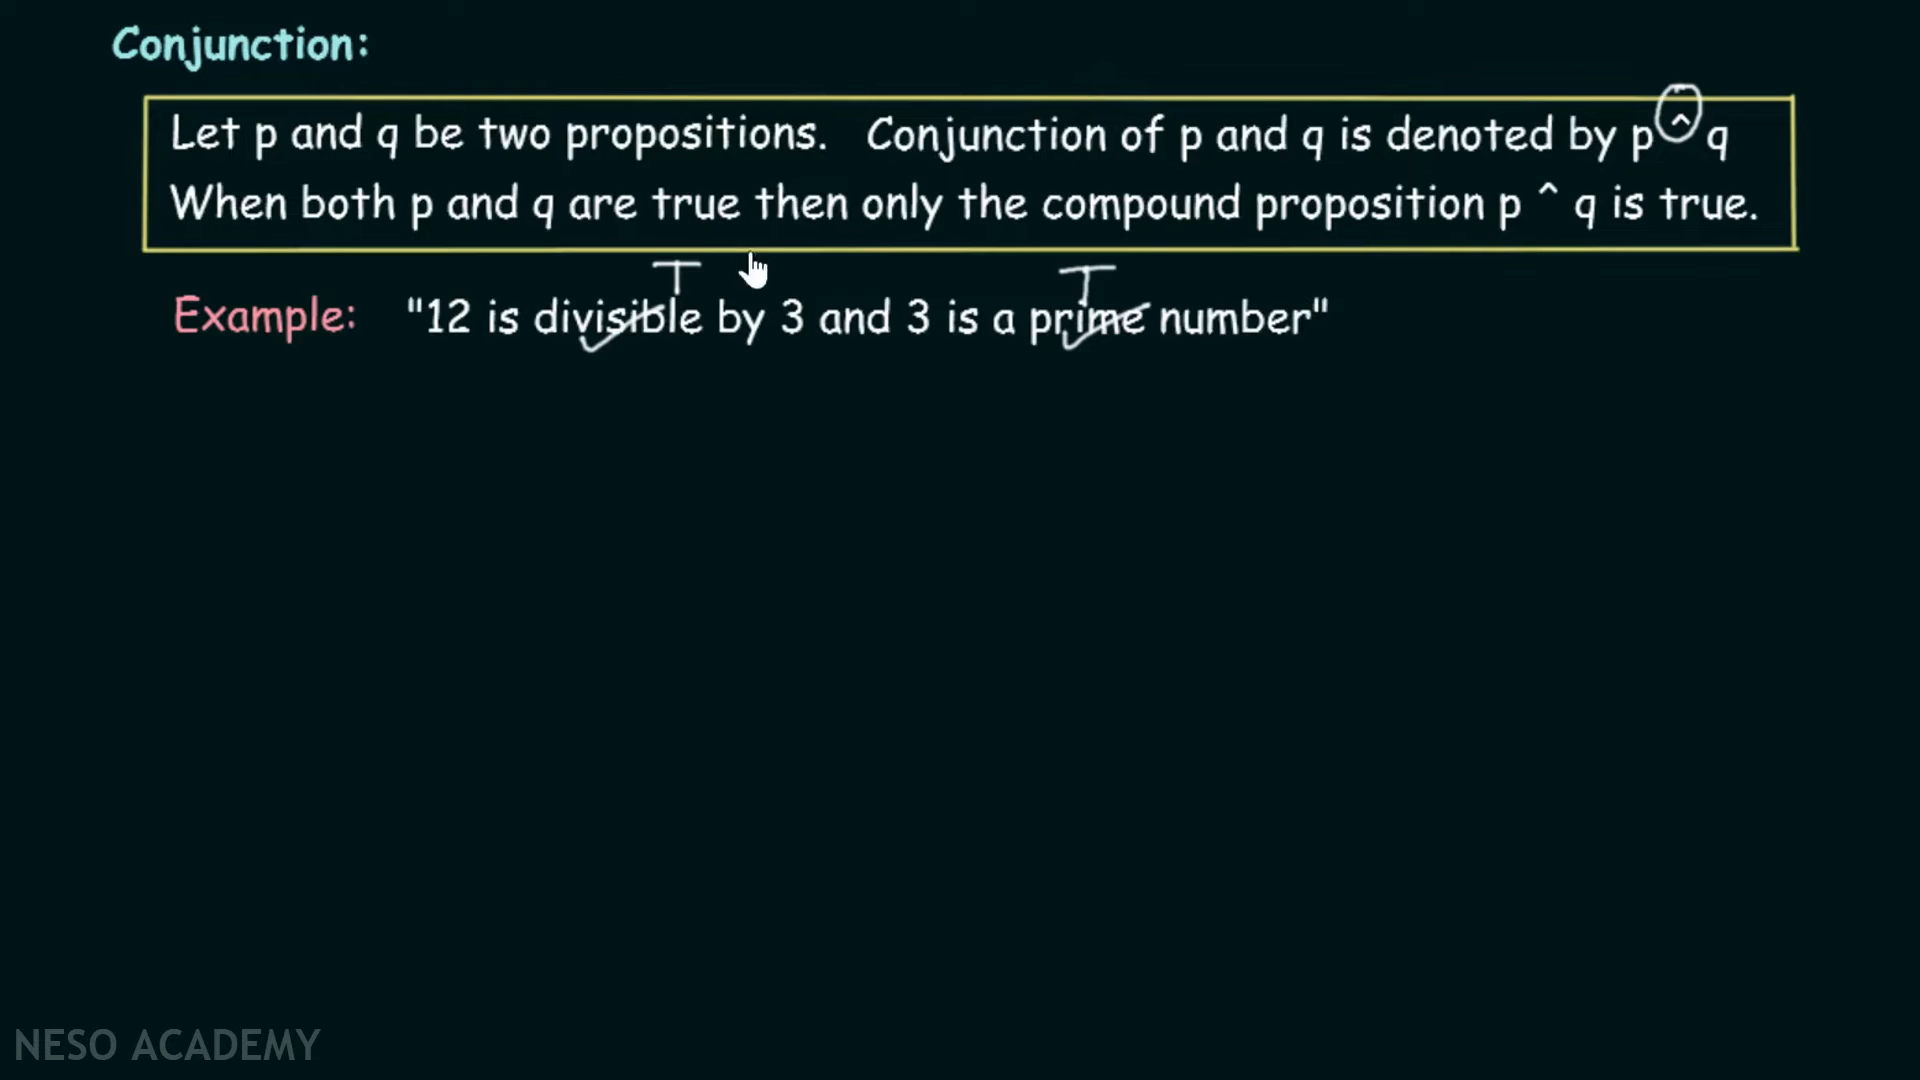 Conjunction:
Let p and q be two propositions. Conjunction of p and q is denoted by p ^ q
When both p and q are true then only the compound proposition p ^ q is true.
T T
Example: "12 is divisible by 3 and 3 is a prime number"
NESO ACADEMY